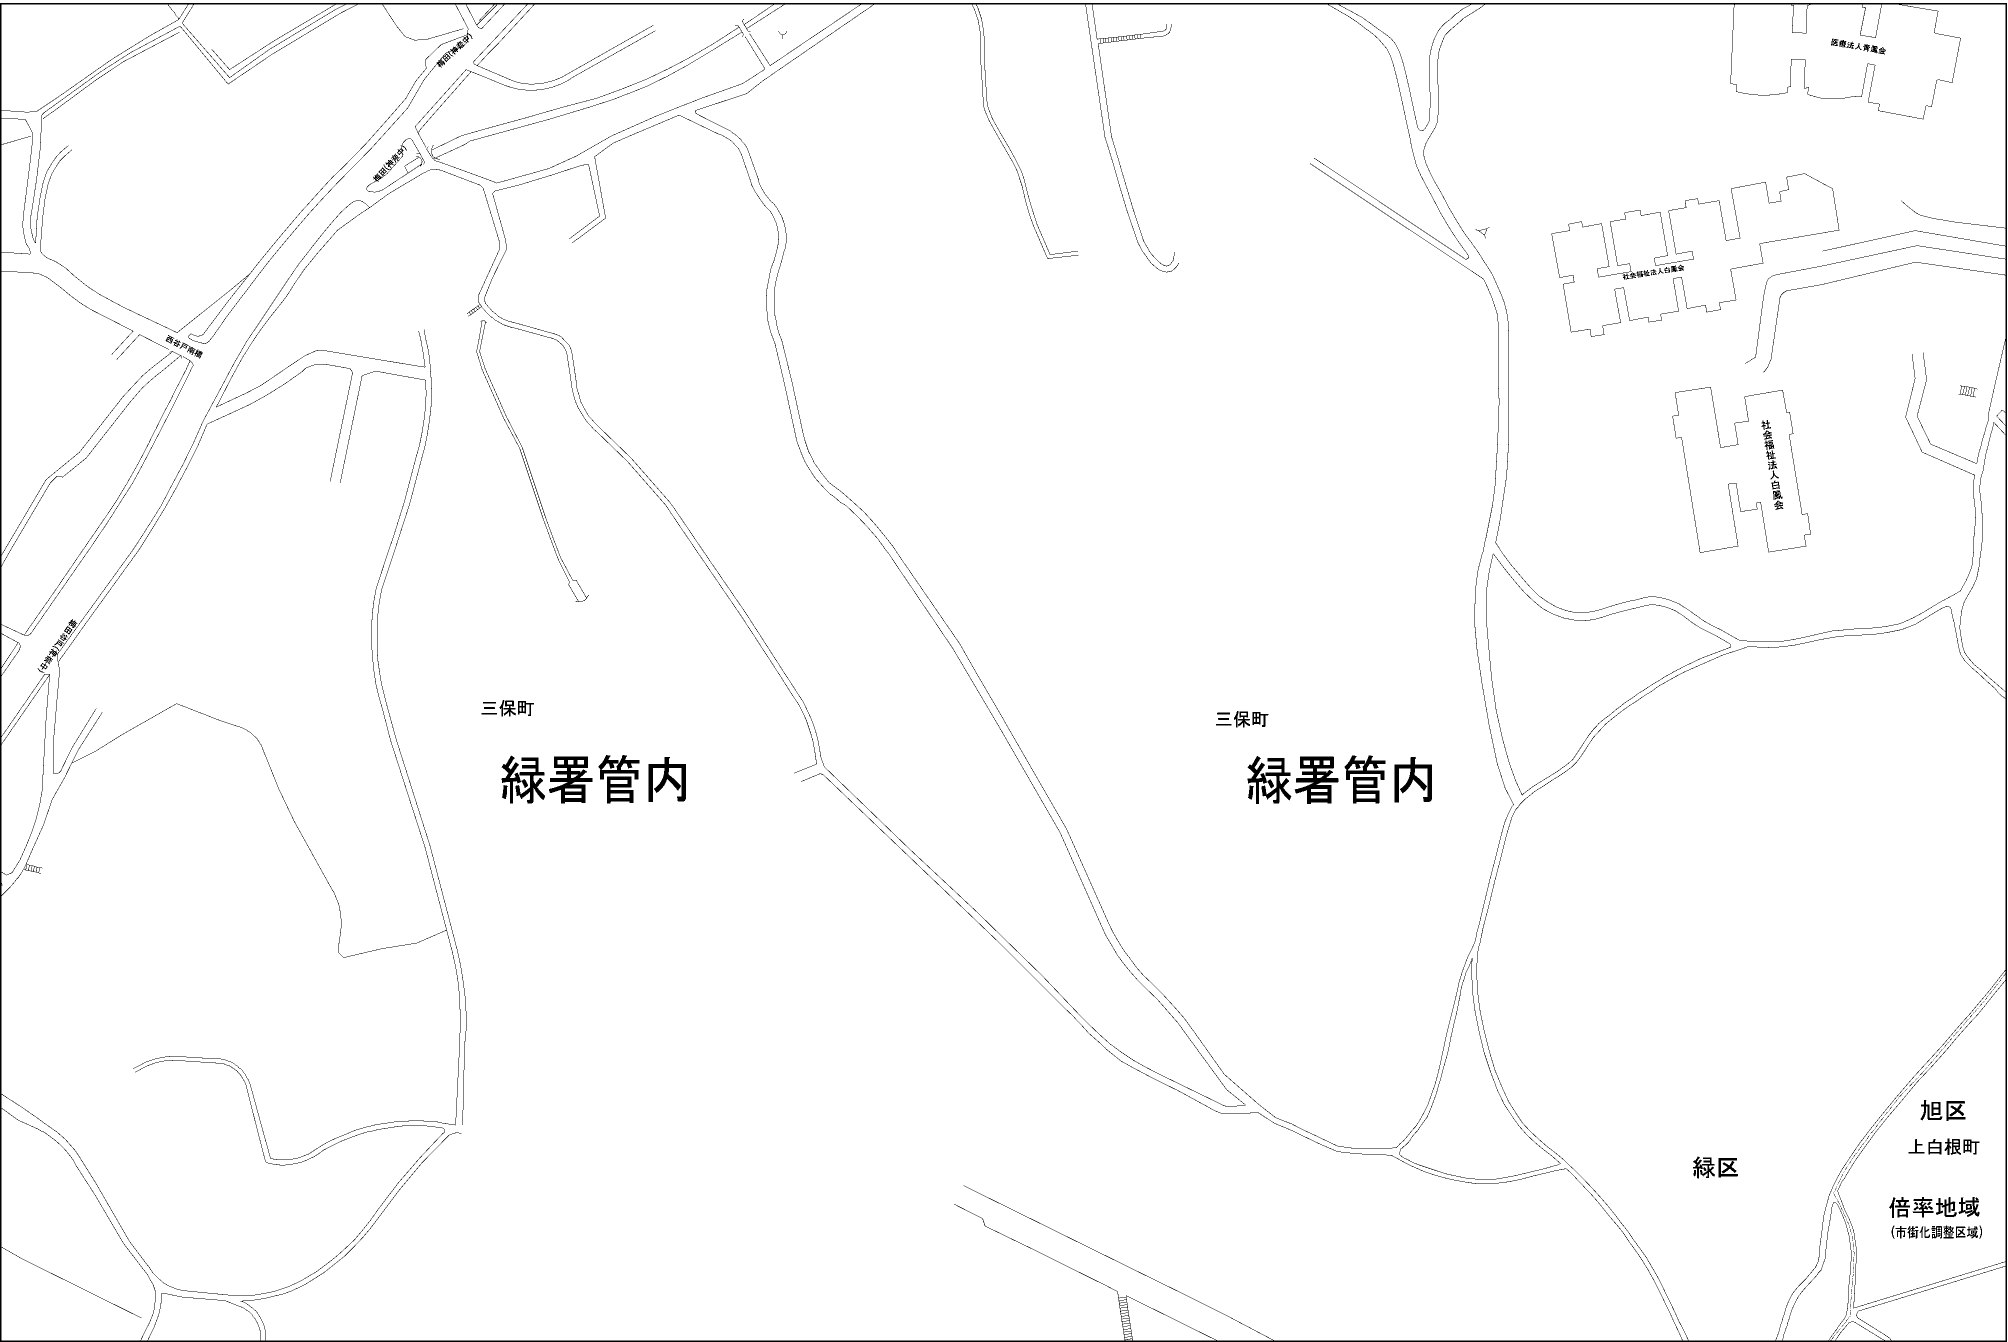 医療法人青鳳会
社会福祉法人白鳳会
西谷戸南橋
社会福祉法人白鳳会
三保町
三保町
緑署管内
緑署管内
旭区
上白根町
緑区
倍率地域
(市街化調整区域)